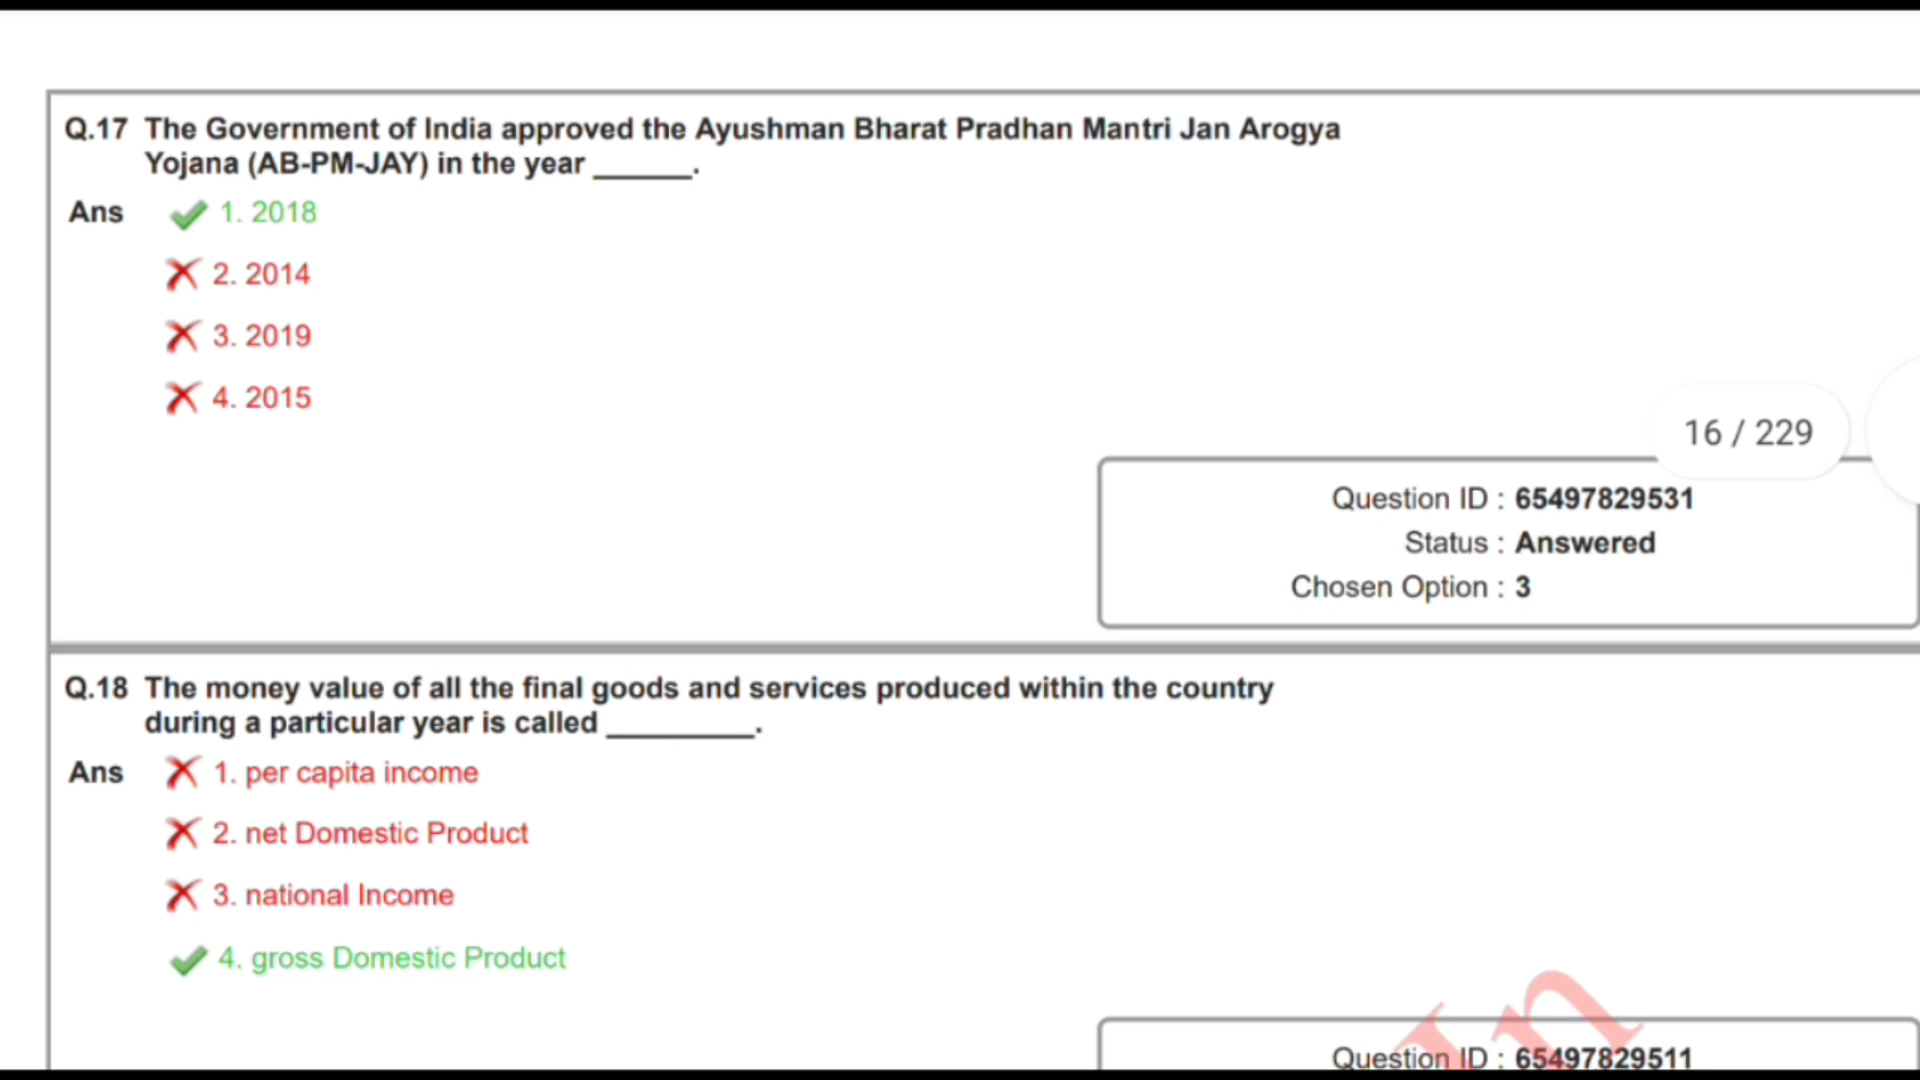 Q.17 The Government of India approved the Ayushman Bharat Pradhan Mantri Jan Arogya
Yojana (AB-PM-JAY) in the year ______.
Ans 1. 2018
2. 2014
3. 2019
4. 2015
16 / 229
Question ID : 65497829531
Status : Answered
Chosen Option : 3
Q.18 The money value of all the final goods and services produced within the country
during a particular year is called _________.
Ans 1. per capita income
2. net Domestic Product
3. national Income
4. gross Domestic Product
In
Question ID : 65497829511